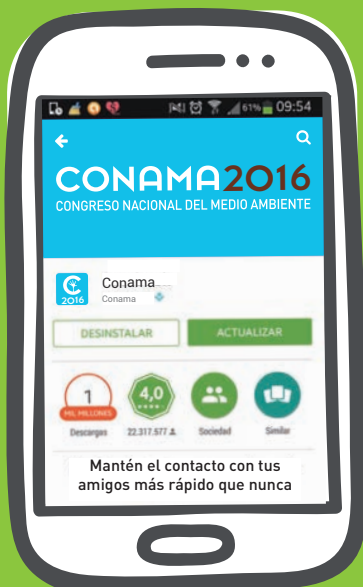 61% 09:54
CONAMA2016
CONGRESO NACIONAL DEL MEDIO AMBIENTE
C
2016
Conama
Conama
DESINSTALAR ACTUALIZAR
1 4,0
MIL MILLONES
Descargas 22.317.577 Sociedad Similar
Mantén el contacto con tus
amigos más rápido que nunca